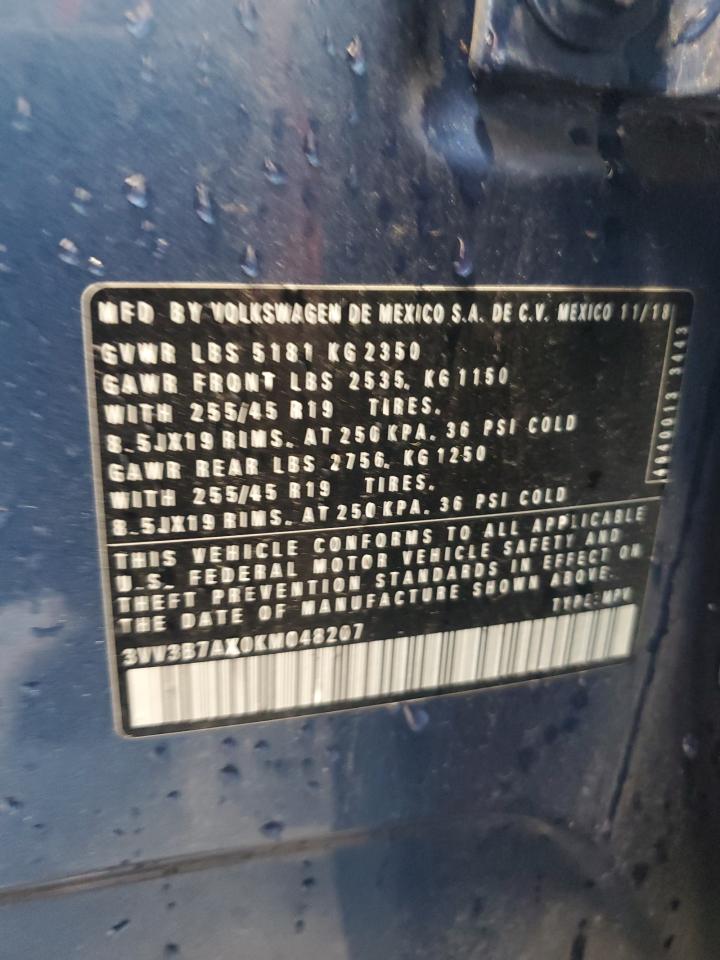 MFD BY VOLKSWAGEN DE MEXICO S.A. DE C.V. MEXICO 11/18
GVWR LBS 5181 KG 2350
GAWR FRONT LBS 2535, KG 1150
WITH 255/45 R19 TIRES.
8.5JX19 RIMS. AT 250 KPA. 36 PSI COLD
GAWR REAR LBS 2756, KG 1250
WITH 255/45 R19 TIRES.
8.5JX19 RIMS. AT 250 KPA. 36 PSI COLD
THIS VEHICLE CONFORMS TO ALL APPLICABLE
U.S. FEDERAL MOTOR VEHICLE SAFETY AND
THEFT PREVENTION STANDARDS IN EFFECT ON
THE DATE OF MANUFACTURE SHOWN ABOVE.
TYPE: MPV
3VV3B7AX0KM048207
3443